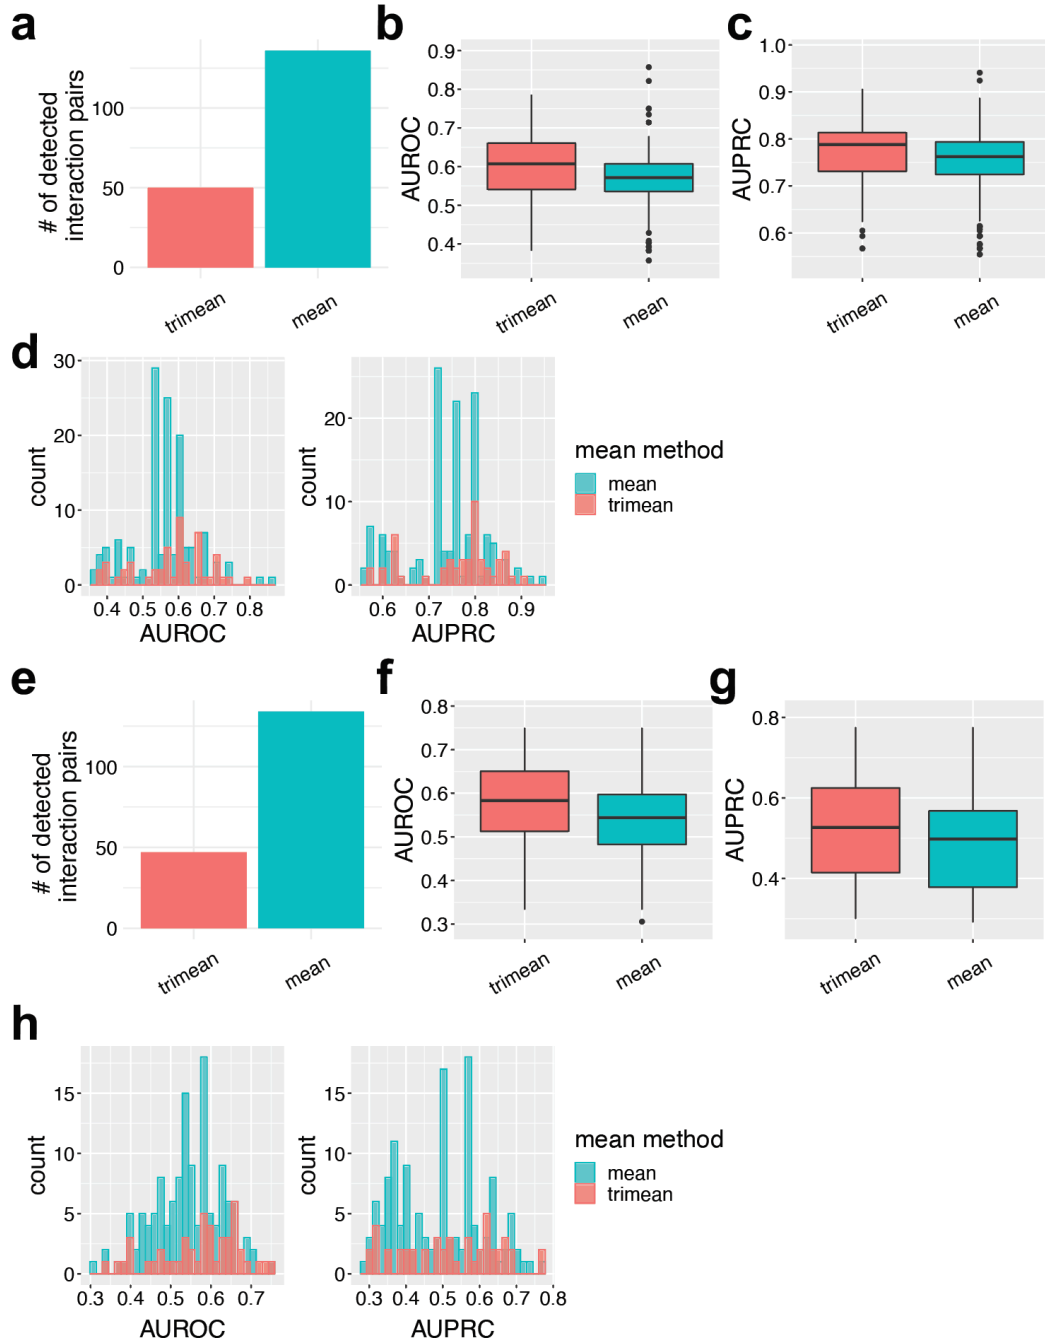 a
# of detected
interaction pairs
100
50
0
trimean
mean
b
AUROC
0.9
0.8
0.7
0.6
0.5
0.4
trimean
mean
c
AUPRC
1.0
0.9
0.8
0.7
0.6
trimean
mean
d
count
30
20
10
0
0.4 0.5 0.6 0.7 0.8
AUROC
count
20
10
0
0.6 0.7 0.8 0.9
AUPRC
mean method
mean
trimean
e
# of detected
interaction pairs
100
50
0
trimean
mean
f
AUROC
0.8
0.7
0.6
0.5
0.4
0.3
trimean
mean
g
AUPRC
0.8
0.6
0.4
trimean
mean
h
count
15
10
5
0
0.3 0.4 0.5 0.6 0.7
AUROC
count
15
10
5
0
0.3 0.4 0.5 0.6 0.7 0.8
AUPRC
mean method
mean
trimean